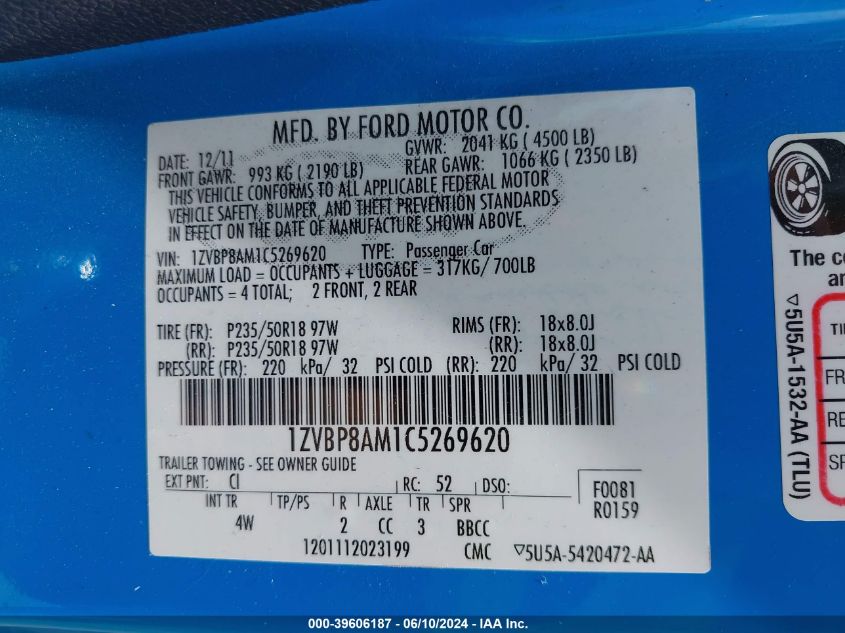 MFD. BY FORD MOTOR CO.
DATE: 12/11 GVWR: 2041 KG ( 4500 LB)
FRONT GAWR: 993 KG ( 2190 LB) REAR GAWR: 1066 KG ( 2350 LB)
THIS VEHICLE CONFORMS TO ALL APPLICABLE FEDERAL MOTOR
VEHICLE SAFETY, BUMPER, AND THEFT PREVENTION STANDARDS
IN EFFECT ON THE DATE OF MANUFACTURE SHOWN ABOVE.
VIN: 1ZVBP8AM1C5269620 TYPE: Passenger Car
MAXIMUM LOAD = OCCUPANTS + LUGGAGE = 317KG/ 700LB
OCCUPANTS = 4 TOTAL; 2 FRONT, 2 REAR
TIRE (FR): P235/50R18 97W RIMS (FR): 18x8.0J
(RR): P235/50R18 97W (RR): 18x8.0J
PRESSURE (FR): 220 kPa/ 32 PSI COLD (RR): 220 kPa/ 32 PSI COLD
1ZVBP8AM1C5269620
TRAILER TOWING - SEE OWNER GUIDE
EXT PNT: CI RC: 52 DSO: F0081
R0159
INT TR TP/PS R AXLE TR SPR
4W 2 CC 3 BBCC
1201112023199 CMC ▽5U5A-5420472-AA
The co
an
▽5U5A-1532-AA (TLU)
TI
FR
RE
SP
000-39606187 - 06/10/2024 - IAA Inc.